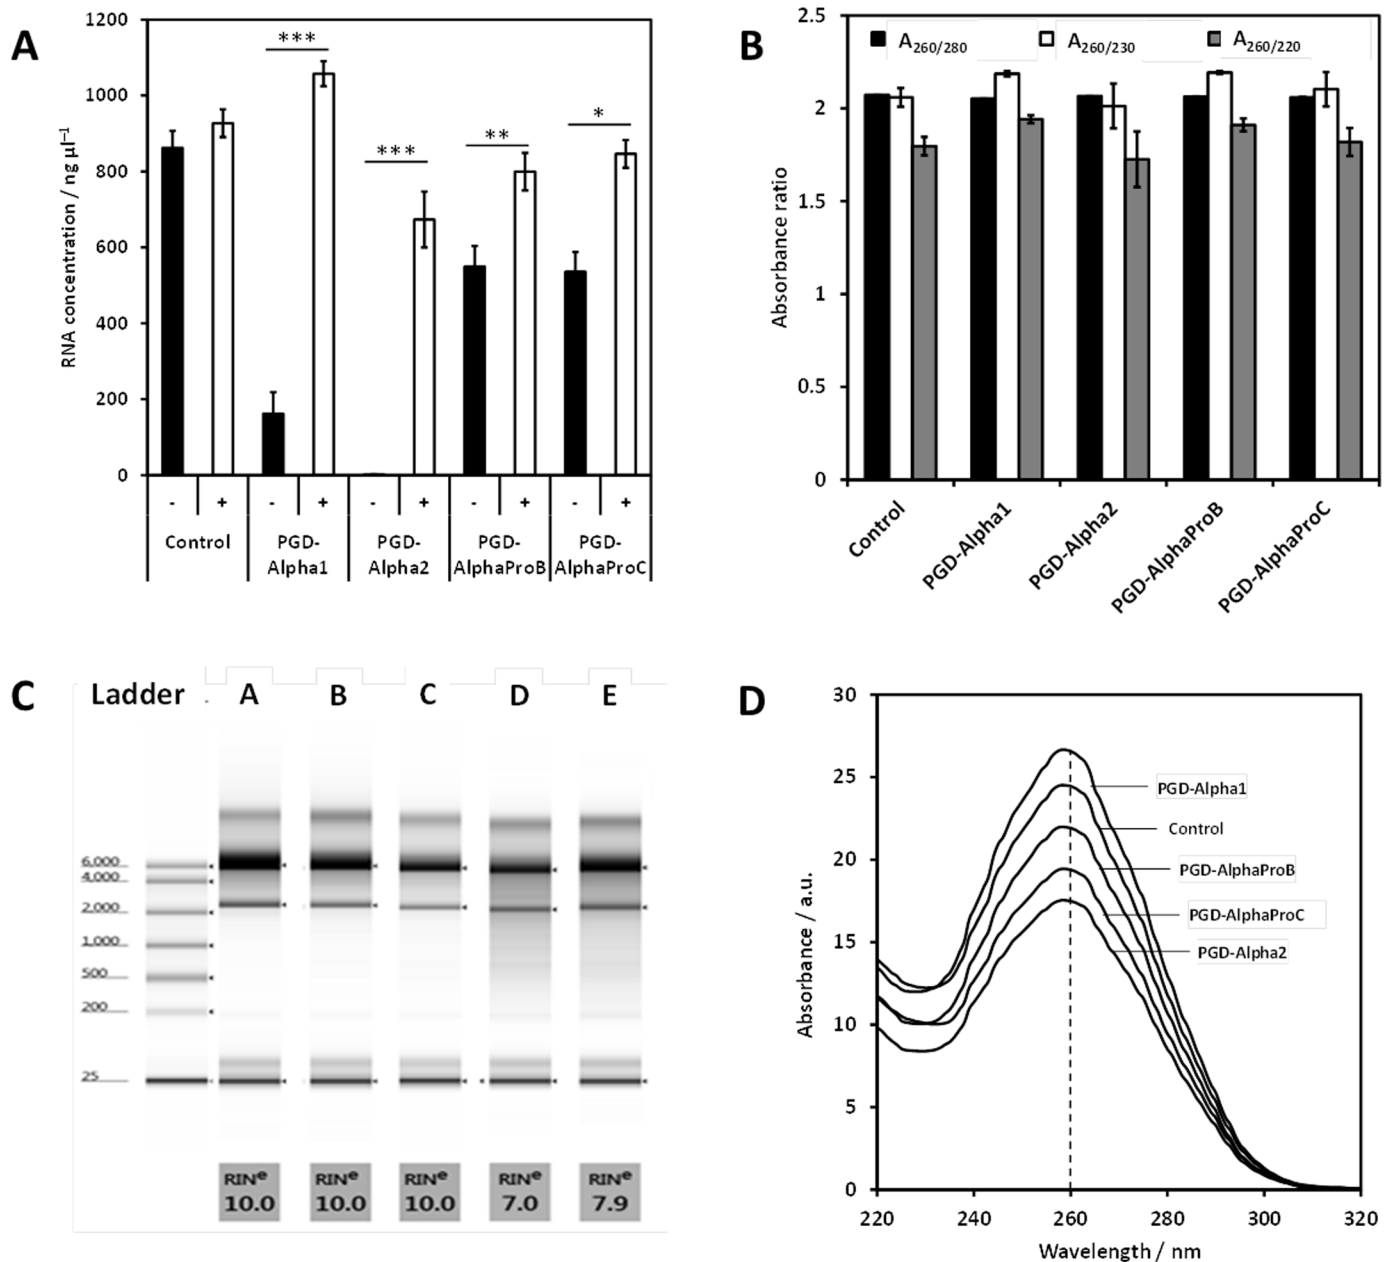 A
1200
1000
800
600
400
200
0
RNA concentration / ng µl⁻¹
***
***
**
*
- + - + - + - + - +
Control PGD- PGD- PGD- PGD-
Alpha1 Alpha2 AlphaProB AlphaProC
B
2.5
2
1.5
1
0.5
0
Absorbance ratio
A260/280 A260/230 A260/220
Control PGD-Alpha1 PGD-Alpha2 PGD-AlphaProB PGD-AlphaProC
C
Ladder A B C D E
6,000
4,000
2,000
1,000
500
200
25
RINe RINe RINe RINe RINe
10.0 10.0 10.0 7.0 7.9
D
30
25
20
15
10
5
0
Absorbance / a.u.
PGD-Alpha1
Control
PGD-AlphaProB
PGD-AlphaProC
PGD-Alpha2
220 240 260 280 300 320
Wavelength / nm